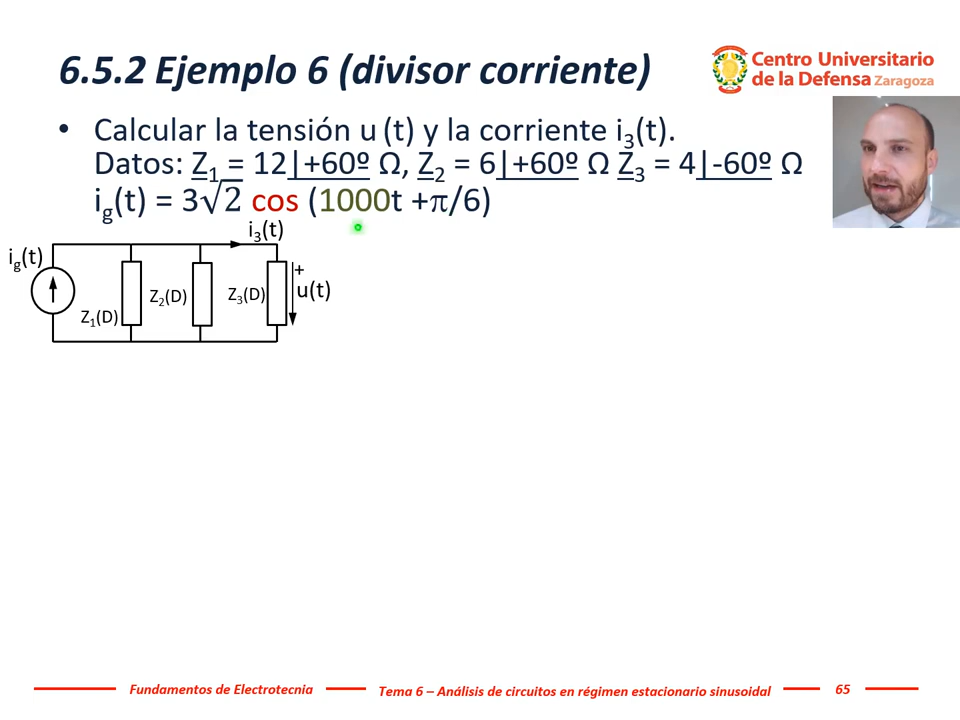 6.5.2 Ejemplo 6 (divisor corriente)
Centro Universitario
de la Defensa Zaragoza
• Calcular la tensión u (t) y la corriente i3(t).
Datos: Z1 = 12|+60º Ω, Z2 = 6|+60º Ω Z3 = 4|-60º Ω
ig(t) = 3√2 cos (1000t +π/6)
i3(t)
ig(t)
+
Z1(D)
Z2(D)
Z3(D)
u(t)
Fundamentos de Electrotecnia
Tema 6 – Análisis de circuitos en régimen estacionario sinusoidal
65